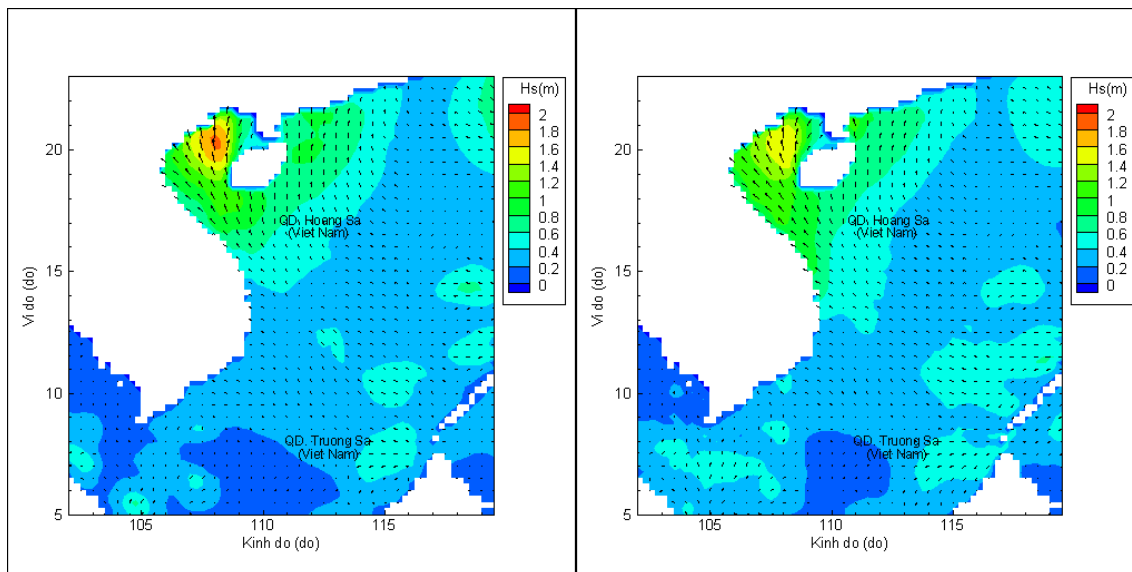 Hs(m)
2
1.8
1.6
1.4
1.2
1
0.8
0.6
0.4
0.2
0
20
15
10
5
Vi do (do)
105
110
115
Kinh do (do)
QD. Hoang Sa
(Viet Nam)
QD. Truong Sa
(Viet Nam)
Hs(m)
2
1.8
1.6
1.4
1.2
1
0.8
0.6
0.4
0.2
0
20
15
10
5
Vi do (do)
105
110
115
Kinh do (do)
QD. Hoang Sa
(Viet Nam)
QD. Truong Sa
(Viet Nam)